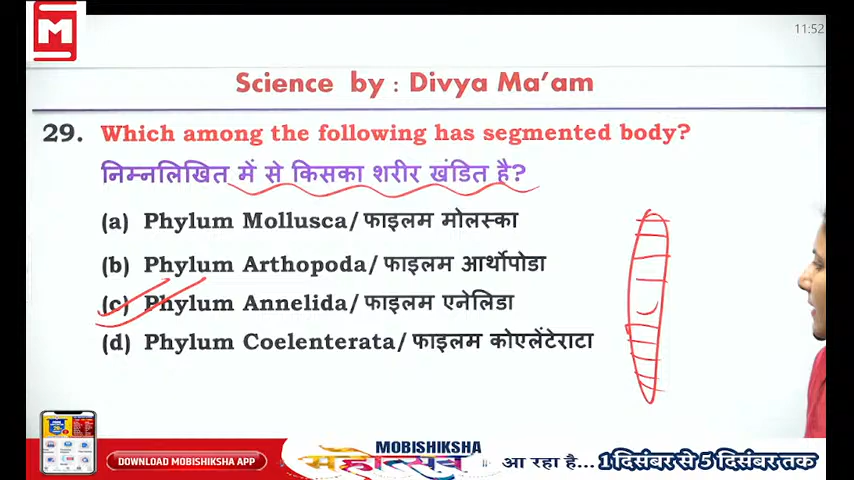 M
11:52
Science by : Divya Ma'am
29. Which among the following has segmented body?
निम्नलिखित में से किसका शरीर खंडित है?
(a) Phylum Mollusca/फाइलम मोलस्का
(b) Phylum Arthopoda/फाइलम आर्थोपोडा
(c) Phylum Annelida/फाइलम एनेलिडा
(d) Phylum Coelenterata/फाइलम कोएलेंटेराटा
DOWNLOAD MOBISHIKSHA APP
MOBISHIKSHA
महोत्सव
आ रहा है... 1 दिसंबर से 5 दिसंबर तक